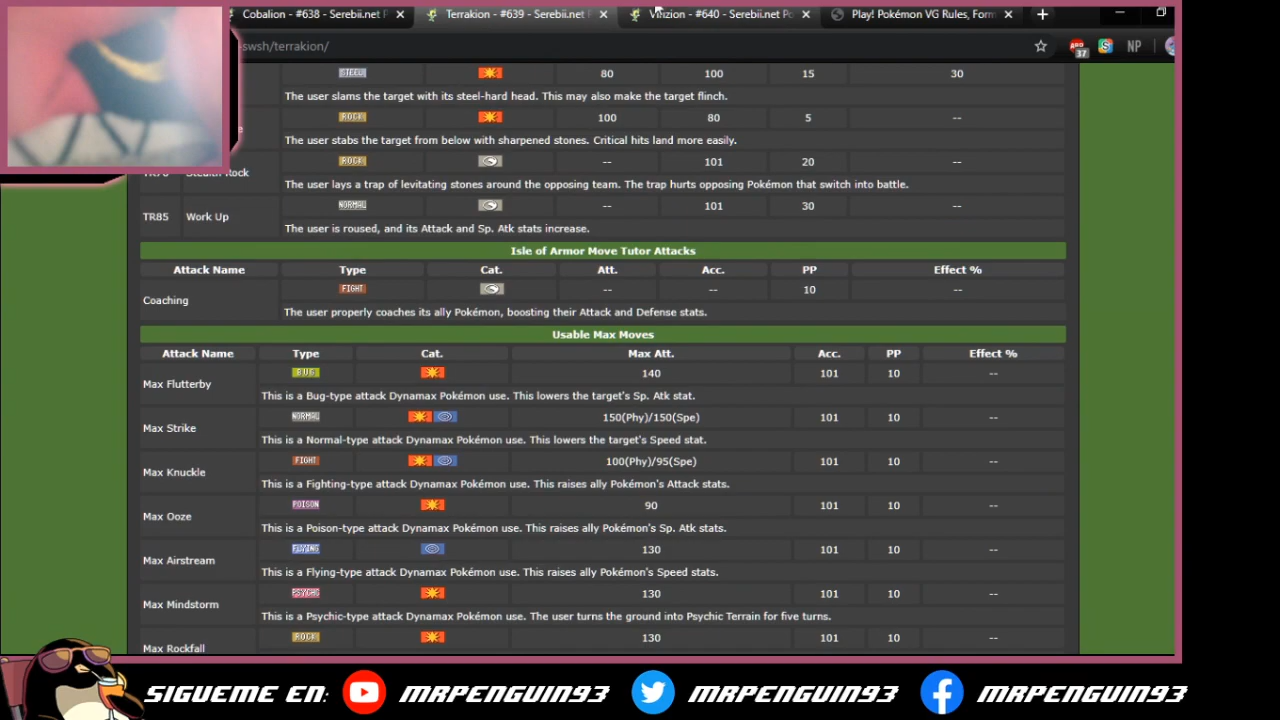 Cobalion - #638 - Serebii.net P
Terrakion - #639 - Serebii.net P
Virizion - #640 - Serebii.net Po
Play! Pokémon VG Rules, Form
-swsh/terrakion/
37 NP
STEEL 80 100 15 30
The user slams the target with its steel-hard head. This may also make the target flinch.
ROCK 100 80 5 --
The user stabs the target from below with sharpened stones. Critical hits land more easily.
Stealth Rock ROCK -- 101 20 --
The user lays a trap of levitating stones around the opposing team. The trap hurts opposing Pokémon that switch into battle.
TR85 Work Up NORMAL -- 101 30 --
The user is roused, and its Attack and Sp. Atk stats increase.
Isle of Armor Move Tutor Attacks
Attack Name Type Cat. Att. Acc. PP Effect %
Coaching FIGHT -- -- 10 --
The user properly coaches its ally Pokémon, boosting their Attack and Defense stats.
Usable Max Moves
Attack Name Type Cat. Max Att. Acc. PP Effect %
Max Flutterby BUG 140 101 10 --
This is a Bug-type attack Dynamax Pokémon use. This lowers the target's Sp. Atk stat.
Max Strike NORMAL 150(Phy)/150(Spe) 101 10 --
This is a Normal-type attack Dynamax Pokémon use. This lowers the target's Speed stat.
Max Knuckle FIGHT 100(Phy)/95(Spe) 101 10 --
This is a Fighting-type attack Dynamax Pokémon use. This raises ally Pokémon's Attack stats.
Max Ooze POISON 90 101 10 --
This is a Poison-type attack Dynamax Pokémon use. This raises ally Pokémon's Sp. Atk stats.
Max Airstream FLYING 130 101 10 --
This is a Flying-type attack Dynamax Pokémon use. This raises ally Pokémon's Speed stats.
Max Mindstorm PSYCHC 130 101 10 --
This is a Psychic-type attack Dynamax Pokémon use. The user turns the ground into Psychic Terrain for five turns.
Max Rockfall ROCK 130 101 10 --
SIGUEME EN: MRPENGUIN93 MRPENGUIN93 MRPENGUIN93